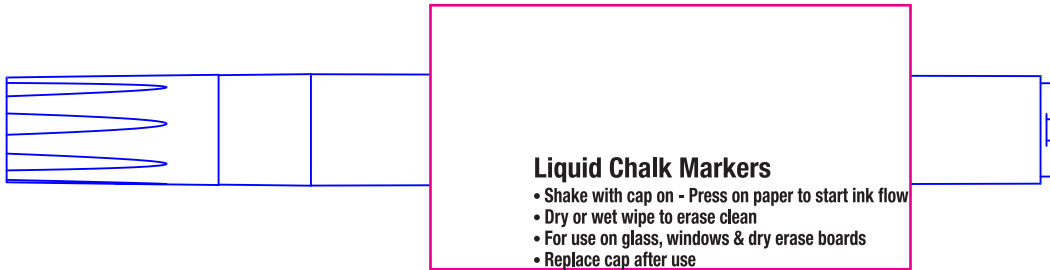 Liquid Chalk Markers
• Shake with cap on - Press on paper to start ink flow
• Dry or wet wipe to erase clean
• For use on glass, windows & dry erase boards
• Replace cap after use